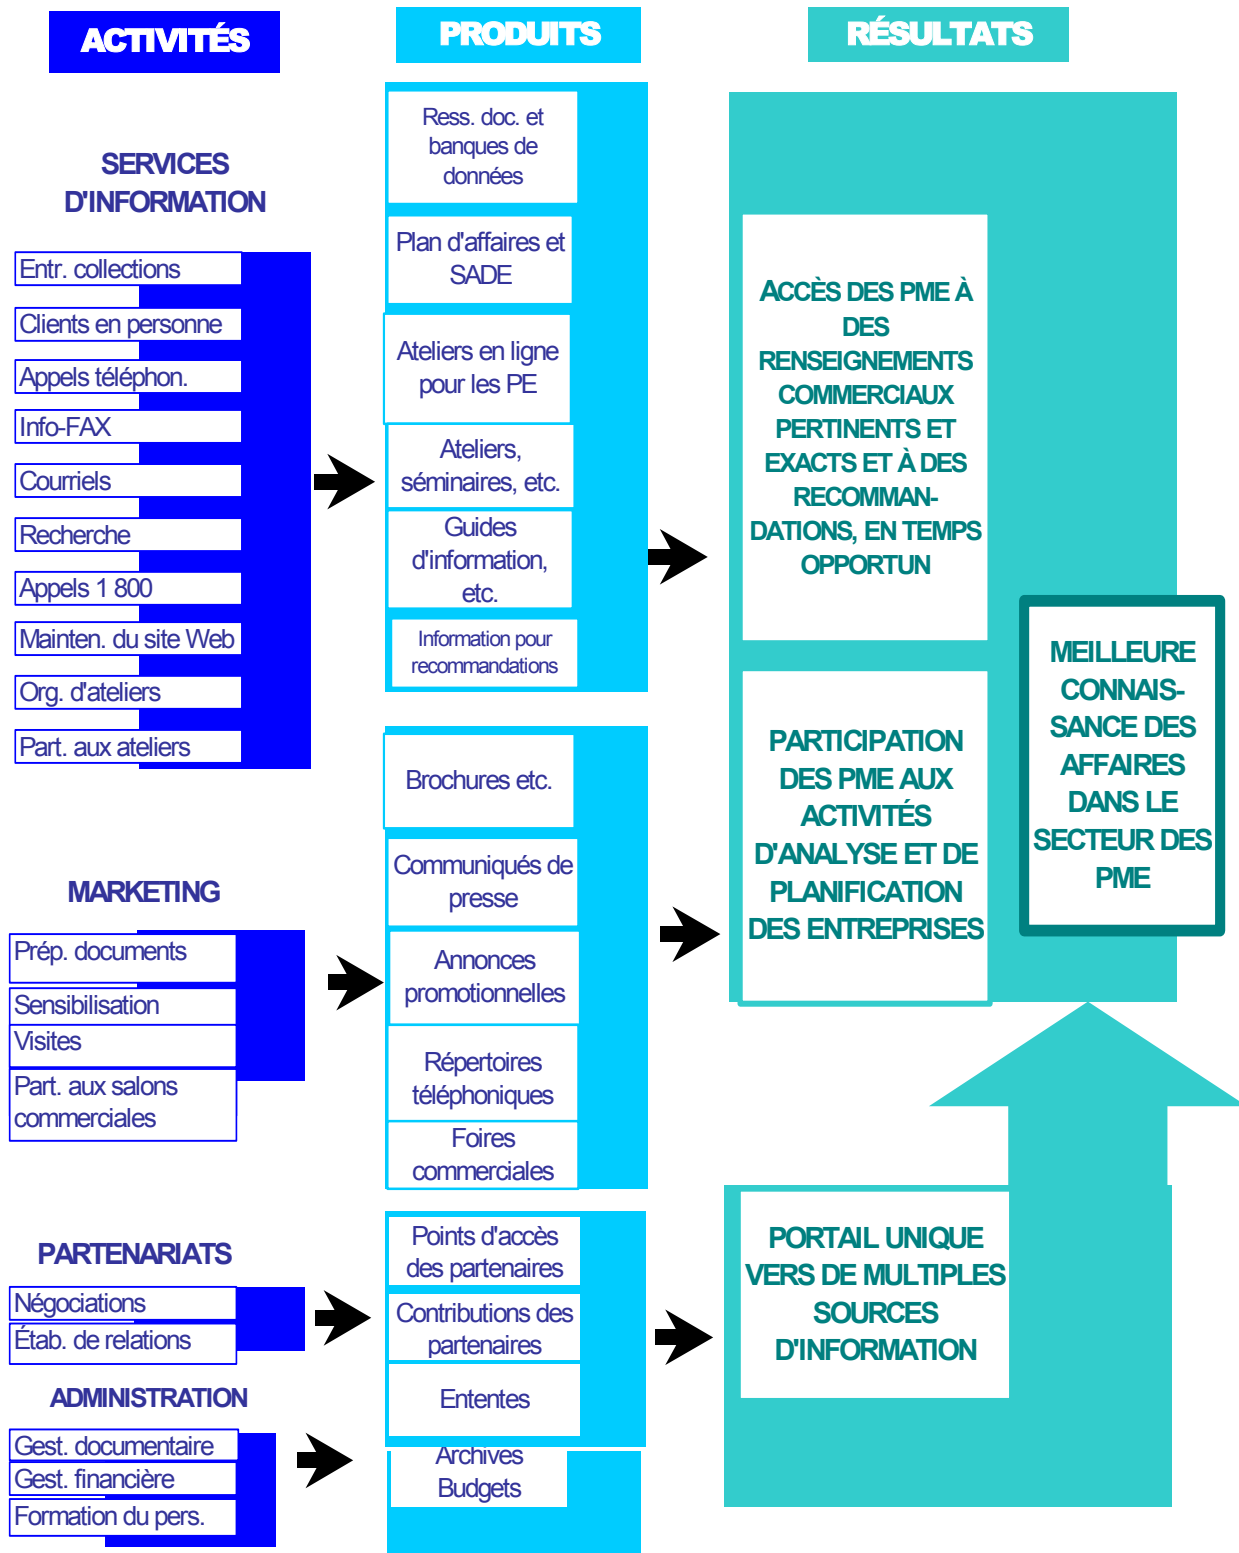 ACTIVITÉS
SERVICES
D'INFORMATION
Entr. collections
Clients en personne
Appels téléphon.
Info-FAX
Courriels
Recherche
Appels 1 800
Mainten. du site Web
Org. d'ateliers
Part. aux ateliers
MARKETING
Prép. documents
Sensibilisation
Visites
Part. aux salons
commerciales
PARTENARIATS
Négociations
Étab. de relations
ADMINISTRATION
Gest. documentaire
Gest. financière
Formation du pers.
PRODUITS
Ress. doc. et
banques de
données
Plan d'affaires et
SADE
Ateliers en ligne
pour les PE
Ateliers,
séminaires, etc.
Guides
d'information,
etc.
Information pour
recommandations
Brochures etc.
Communiqués de
presse
Annonces
promotionnelles
Répertoires
téléphoniques
Foires
commerciales
Points d'accès
des partenaires
Contributions des
partenaires
Ententes
Archives
Budgets
RÉSULTATS
ACCÈS DES PME À
DES
RENSEIGNEMENTS
COMMERCIAUX
PERTINENTS ET
EXACTS ET À DES
RECOMMAN-
DATIONS, EN TEMPS
OPPORTUN
PARTICIPATION
DES PME AUX
ACTIVITÉS
D'ANALYSE ET DE
PLANIFICATION
DES ENTREPRISES
MEILLEURE
CONNAIS-
SANCE DES
AFFAIRES
DANS LE
SECTEUR DES
PME
PORTAIL UNIQUE
VERS DE MULTIPLES
SOURCES
D'INFORMATION